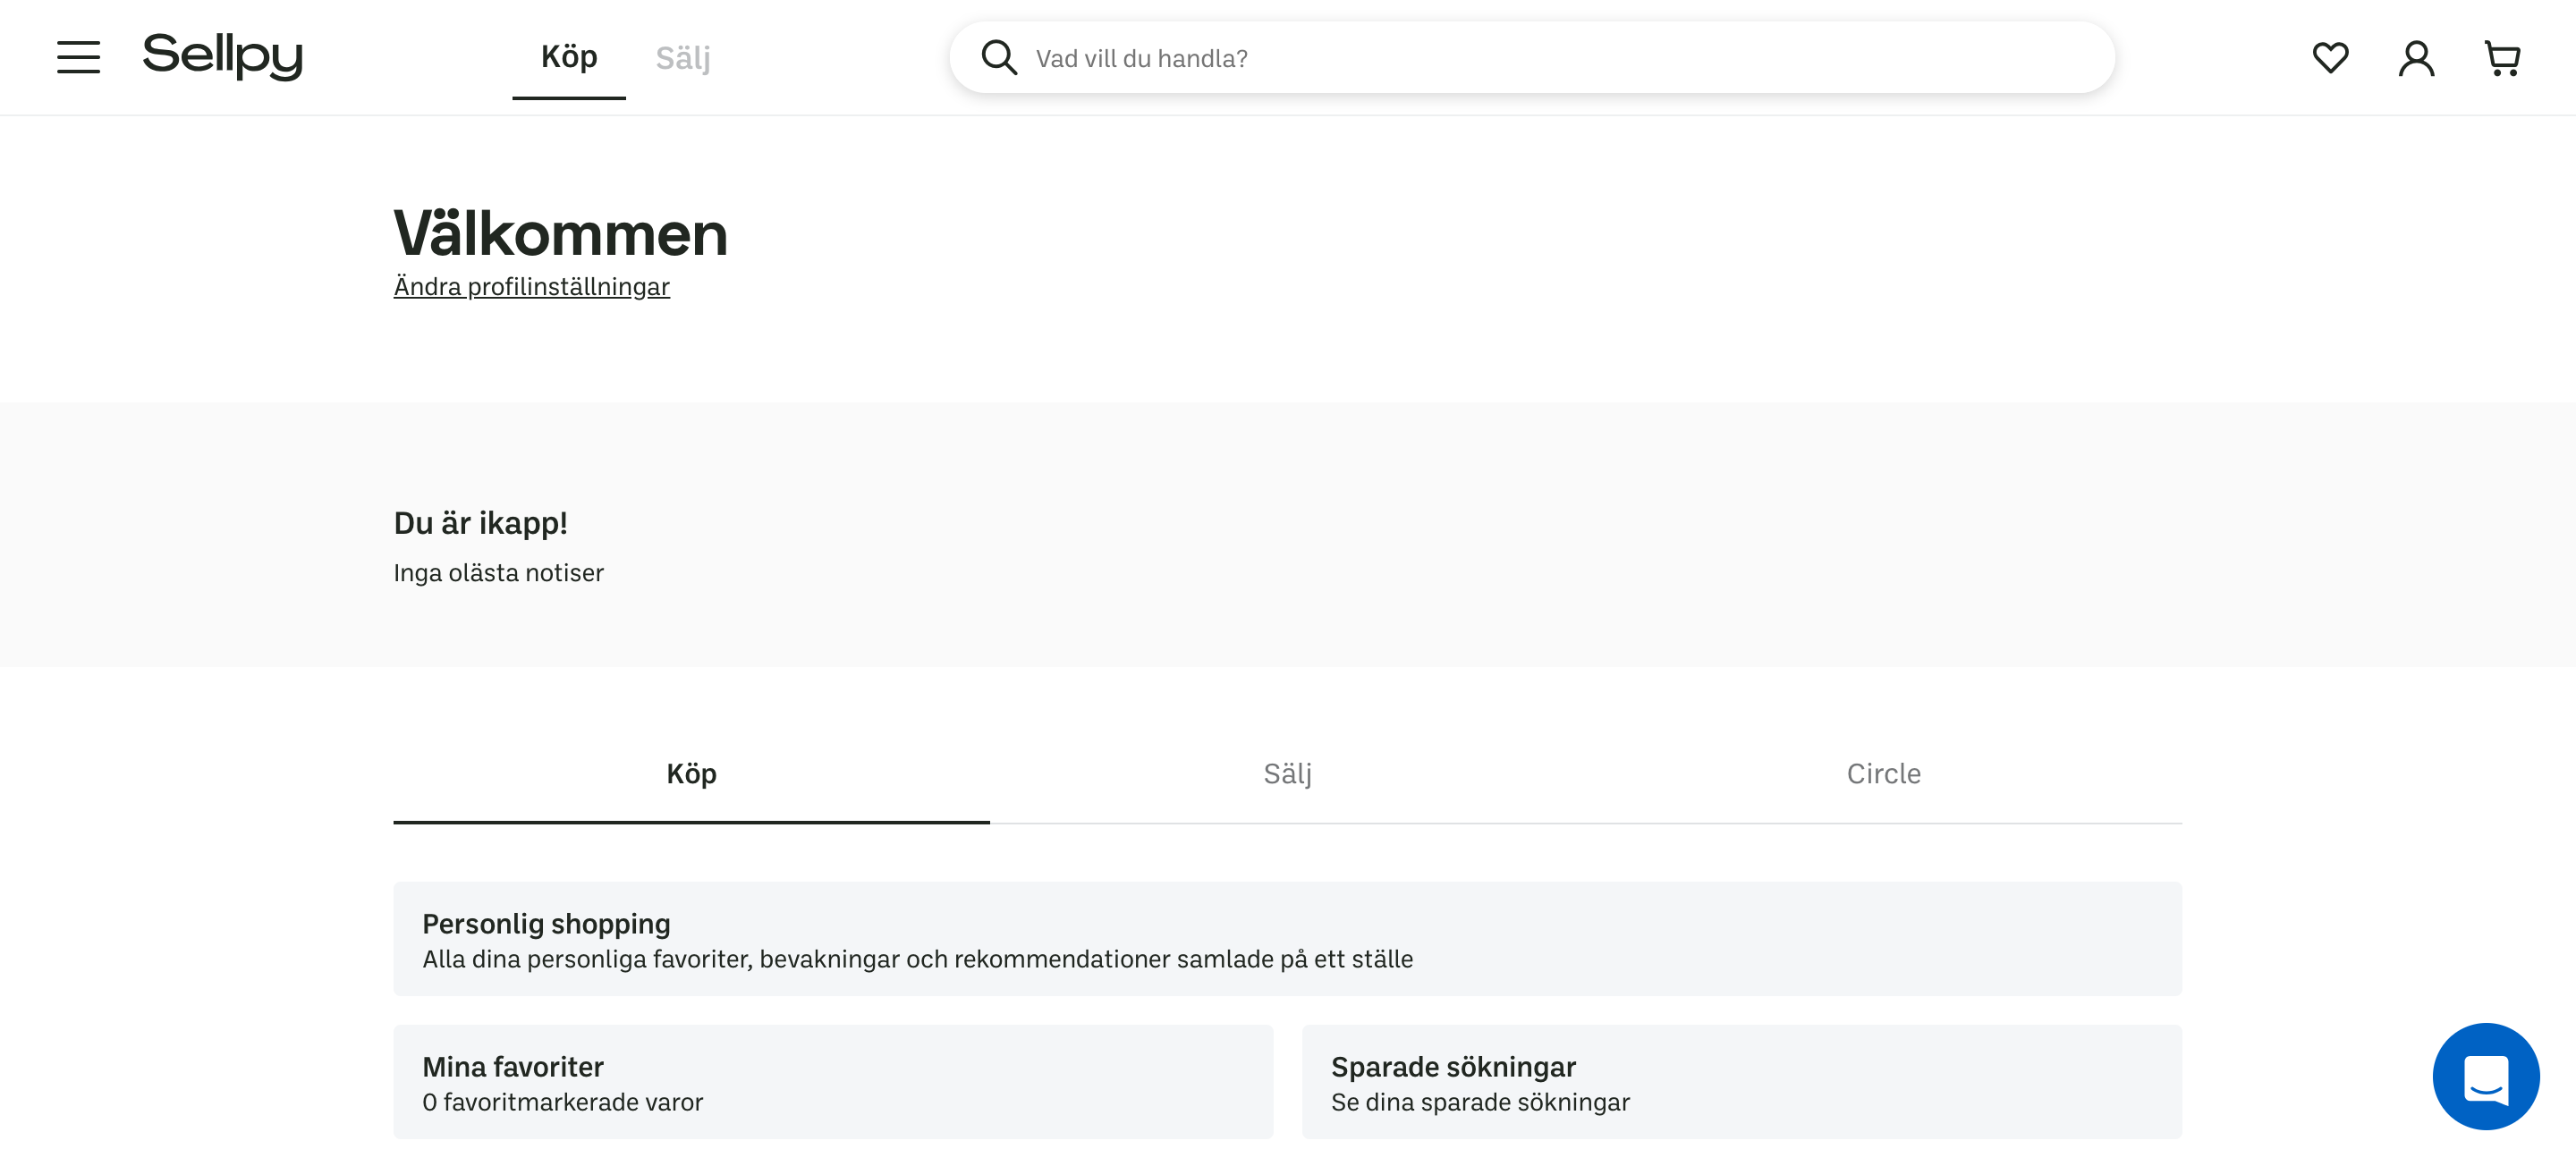 Sellpy
Köp
Sälj
Vad vill du handla?
Välkommen
Ändra profilinställningar
Du är ikapp!
Inga olästa notiser
Köp
Sälj
Circle
Personlig shopping
Alla dina personliga favoriter, bevakningar och rekommendationer samlade på ett ställe
Mina favoriter
0 favoritmarkerade varor
Sparade sökningar
Se dina sparade sökningar